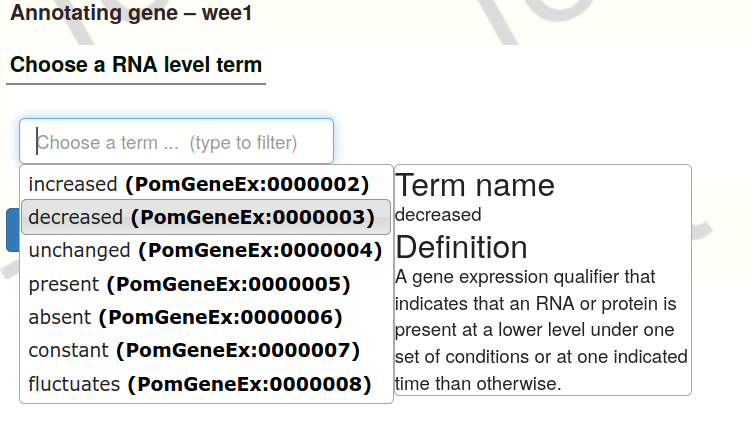 Annotating gene – wee1
Choose a RNA level term
Choose a term ... (type to filter)
increased (PomGeneEx:0000002)
decreased (PomGeneEx:0000003)
unchanged (PomGeneEx:0000004)
present (PomGeneEx:0000005)
absent (PomGeneEx:0000006)
constant (PomGeneEx:0000007)
fluctuates (PomGeneEx:0000008)
Term name
decreased
Definition
A gene expression qualifier that
indicates that an RNA or protein is
present at a lower level under one
set of conditions or at one indicated
time than otherwise.